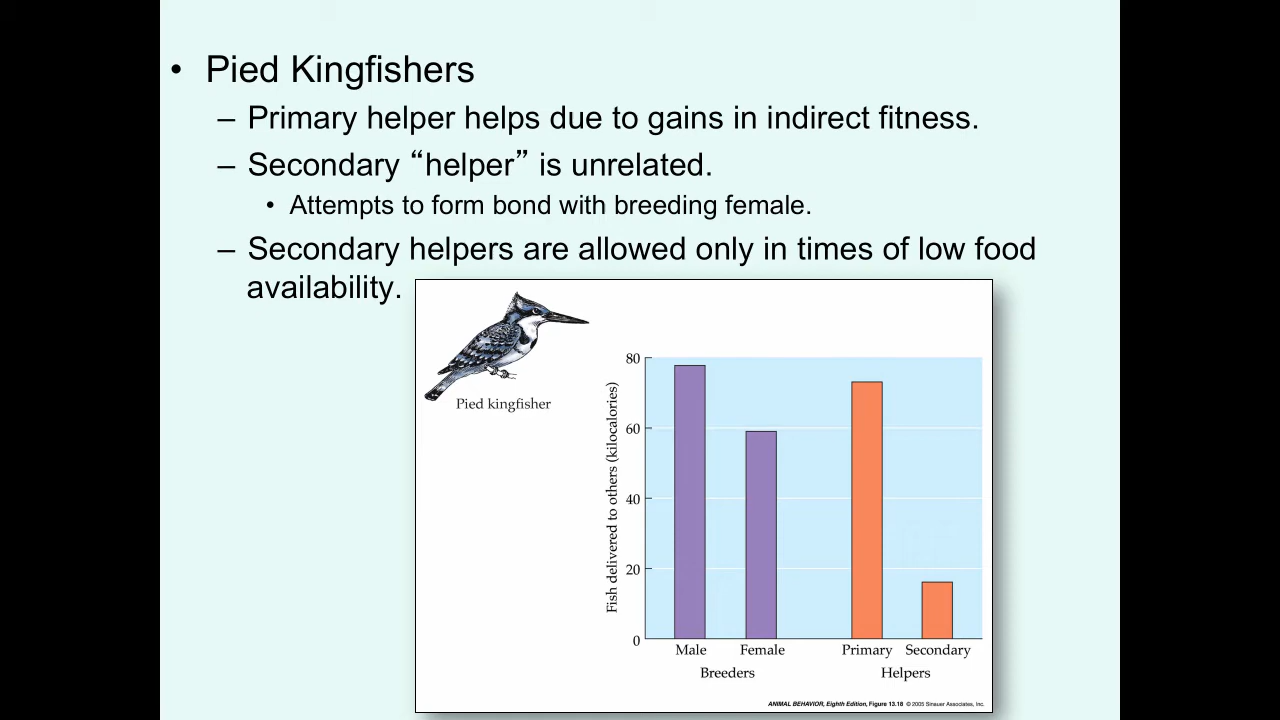 • Pied Kingfishers
– Primary helper helps due to gains in indirect fitness.
– Secondary “helper” is unrelated.
• Attempts to form bond with breeding female.
– Secondary helpers are allowed only in times of low food
availability.
Pied kingfisher
Fish delivered to others (kilocalories)
80
60
40
20
0
Male Female Primary Secondary
Breeders Helpers
ANIMAL BEHAVIOR, Eighth Edition, Figure 13.18 © 2005 Sinauer Associates, Inc.